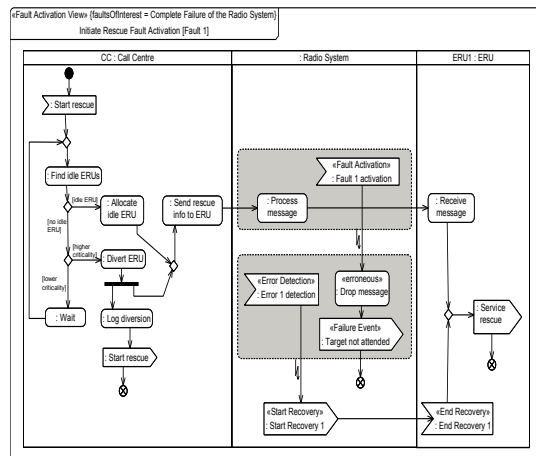 «Fault Activation View» {faultsOfInterest = Complete Failure of the Radio System}
Initiate Rescue Fault Activation [Fault 1]
CC : Call Centre
: Radio System
ERU1 : ERU
: Start rescue
: Find idle ERUs
[idle ERU]
: Allocate
idle ERU
: Send rescue
info to ERU
[no idle
ERU]
[higher
criticality]
: Divert ERU
[lower
criticality]
: Wait
: Log diversion
: Start rescue
«Fault Activation»
: Fault 1 activation
: Process
message
«Error Detection»
: Error 1 detection
«erroneous»
: Drop message
«Failure Event»
: Target not attended
«Start Recovery»
: Start Recovery 1
: Receive
message
: Service
rescue
«End Recovery»
: End Recovery 1